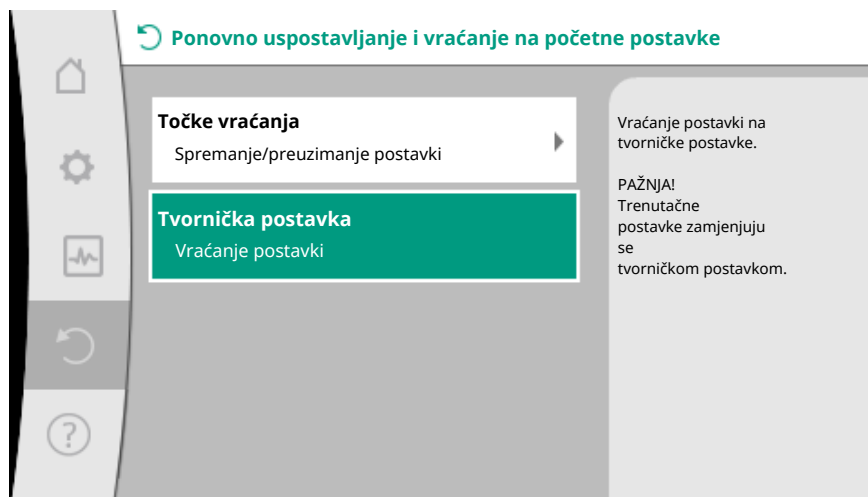 Ponovno uspostavljanje i vraćanje na početne postavke
Točke vraćanja
Spremanje/preuzimanje postavki
Tvornička postavka
Vraćanje postavki
Vraćanje postavki na
tvorničke postavke.
PAŽNJA!
Trenutačne
postavke zamjenjuju
se
tvorničkom postavkom.
?